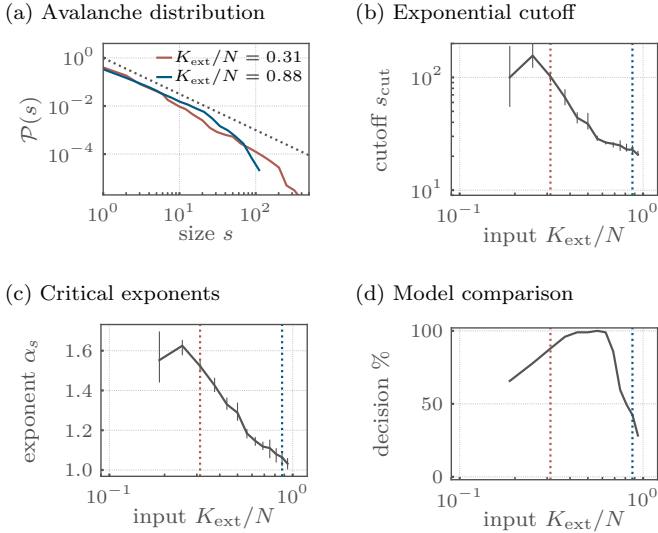 (a) Avalanche distribution
10^0
10^−2
10^−4
P(s)
K_ext/N = 0.31
K_ext/N = 0.88
10^0 10^1 10^2
size s
(b) Exponential cutoff
10^2
10^1
cutoff s_cut
10^−1 10^0
input K_ext/N
(c) Critical exponents
1.6
1.4
1.2
1.0
exponent α_s
10^−1 10^0
input K_ext/N
(d) Model comparison
100
50
0
decision %
10^−1 10^0
input K_ext/N